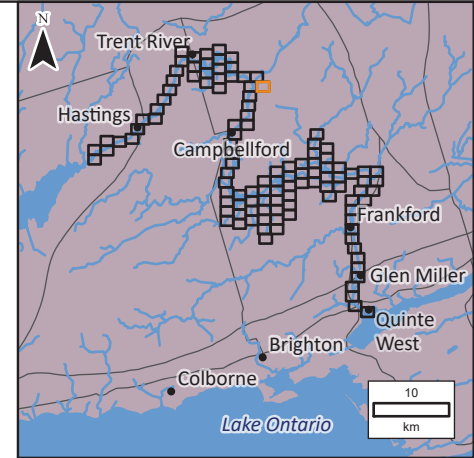 N
Trent River
Hastings
Campbellford
Frankford
Glen Miller
Quinte
West
Brighton
Colborne
10
km
Lake Ontario